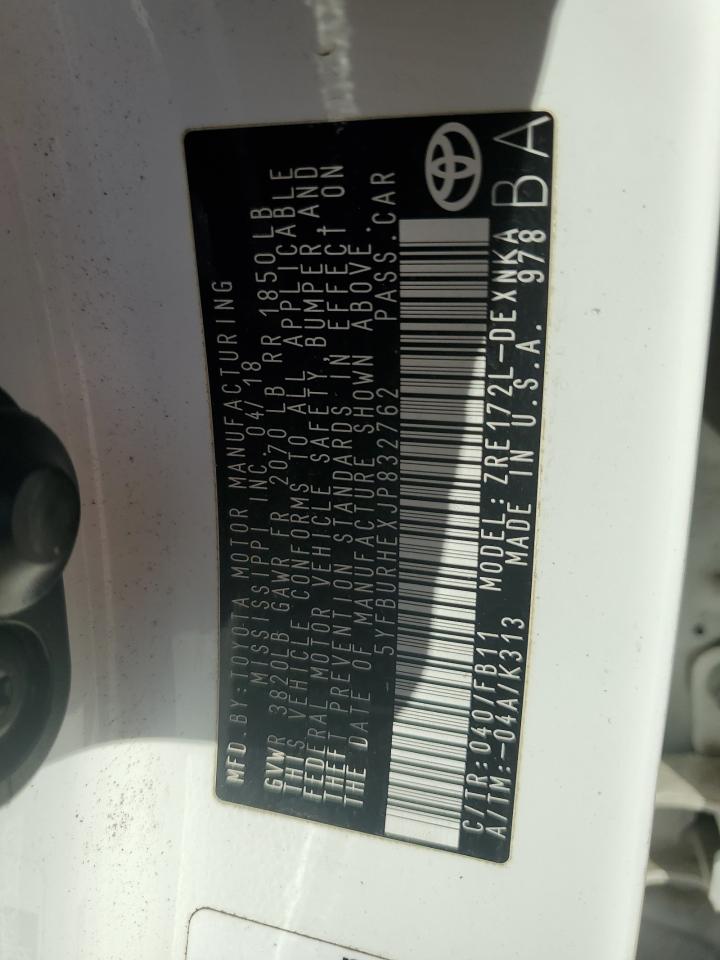 MFD.BY:TOYOTA MOTOR MANUFACTURING
MISSISSIPPI INC. 04/18
GVWR 3820LB GAWR FR 2070 LB RR 1850 LB
THIS VEHICLE CONFORMS TO ALL APPLICABLE
FEDERAL MOTOR VEHICLE SAFETY, BUMPER, AND
THEFT PREVENTION STANDARDS IN EFFECT ON
THE DATE OF MANUFACTURE SHOWN ABOVE.
5YFBURHEXJP832762 PASS.CAR
C/TR:040/FB11 MODEL:ZRE172L-DEXNKA
A/TM:-04A/K313 MADE IN U.S.A. 978
BA